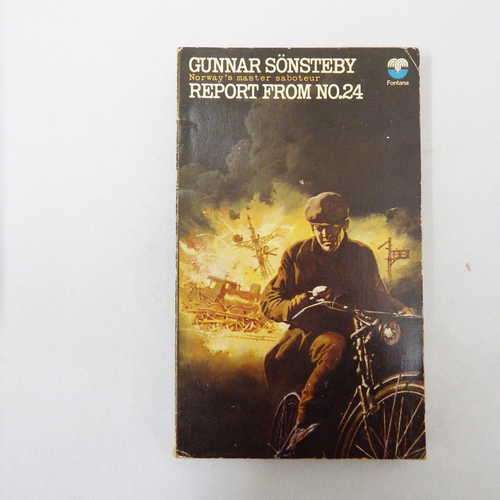 GUNNAR SÖNSTEBY
Norway's master saboteur
REPORT FROM NO.24
Fontana